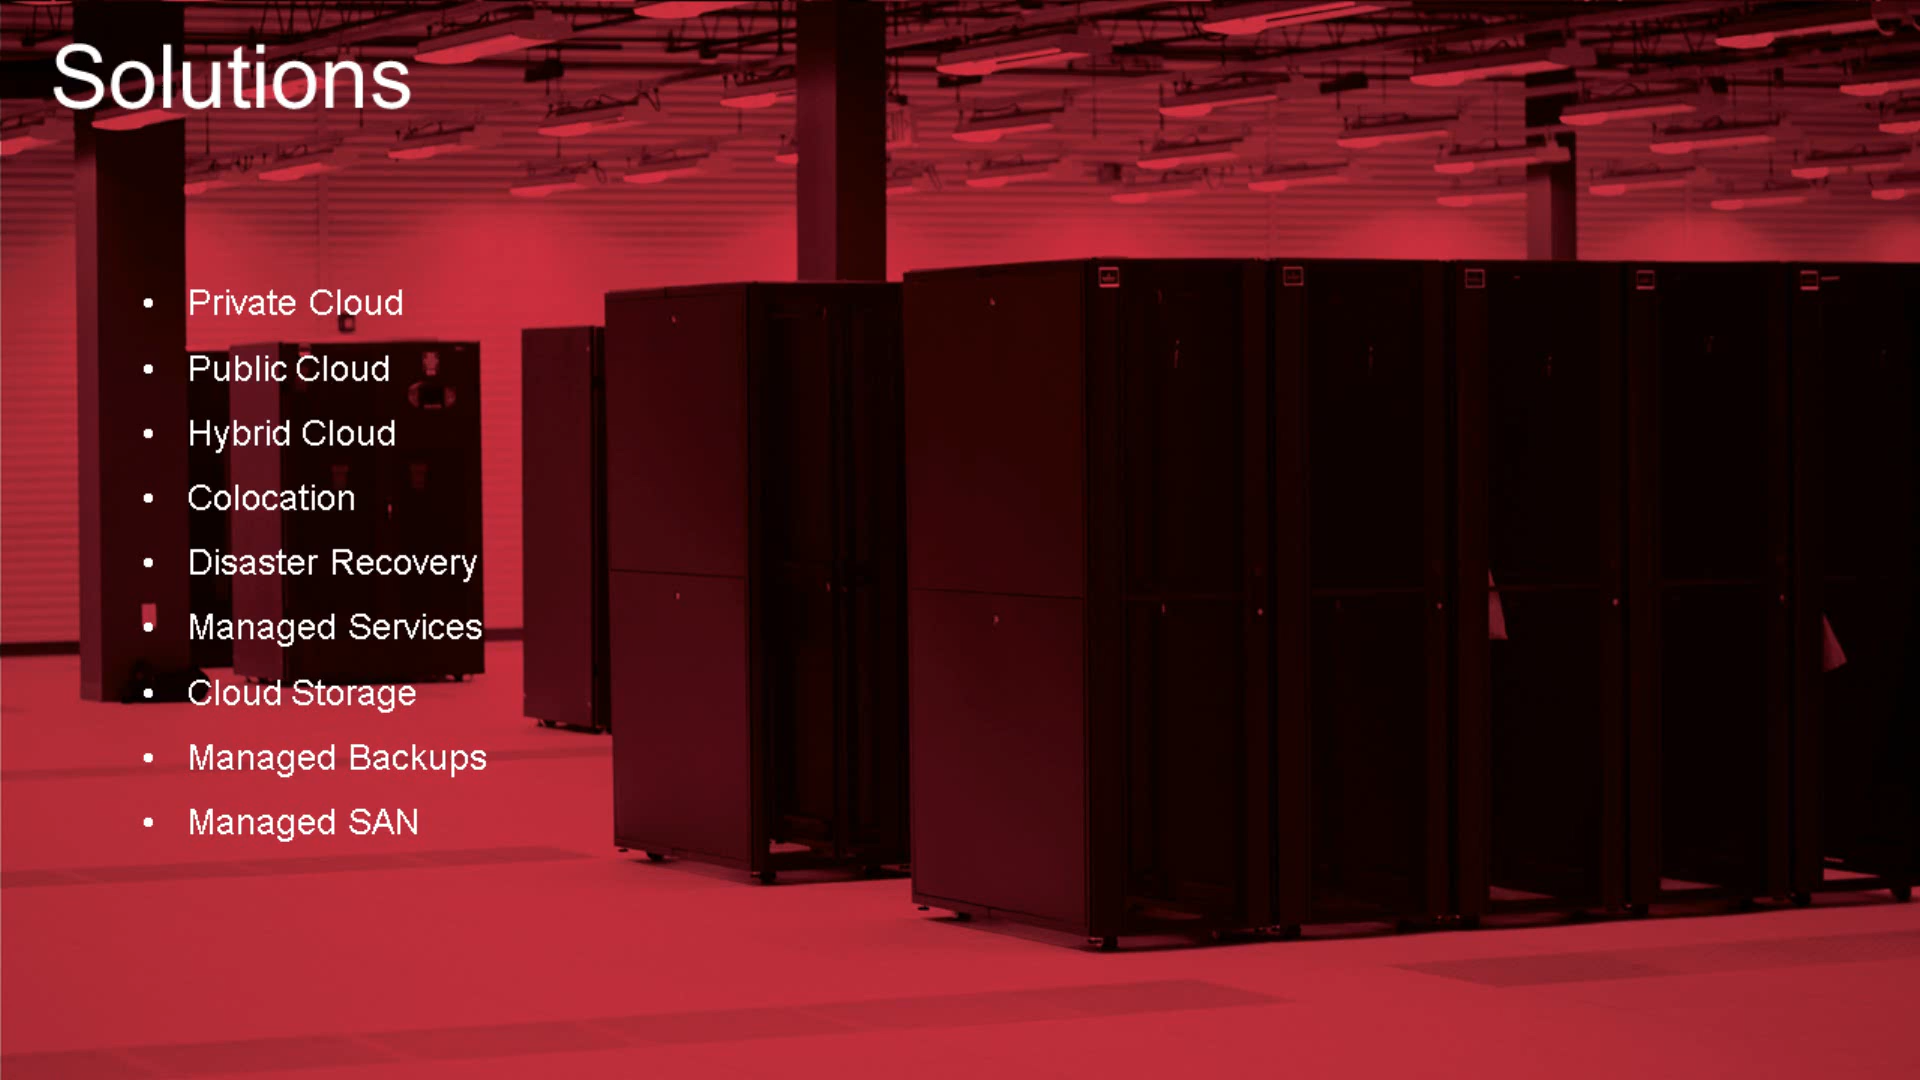 Solutions
• Private Cloud
• Public Cloud
• Hybrid Cloud
• Colocation
• Disaster Recovery
• Managed Services
• Cloud Storage
• Managed Backups
• Managed SAN